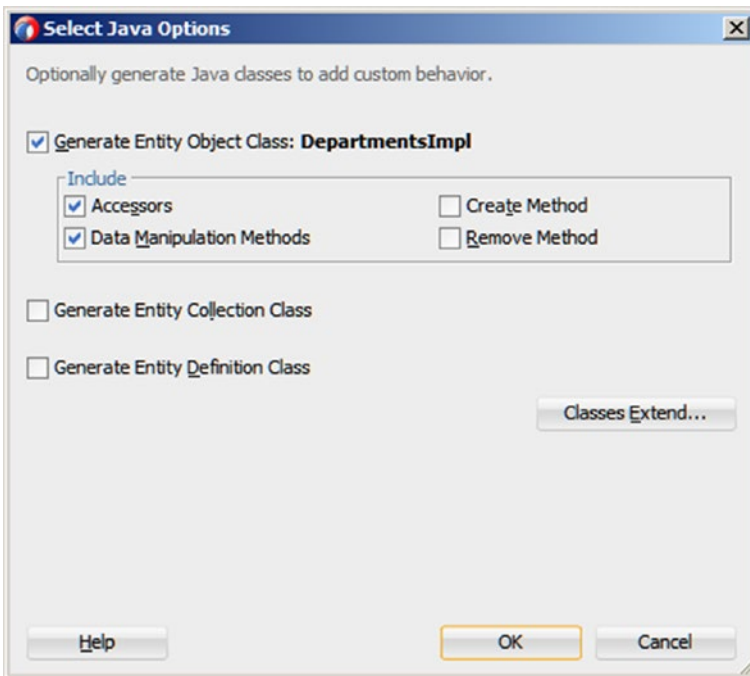 Select Java Options
Optionally generate Java classes to add custom behavior.
Generate Entity Object Class: DepartmentsImpl
Include
Accessors
Create Method
Data Manipulation Methods
Remove Method
Generate Entity Collection Class
Generate Entity Definition Class
Classes Extend...
Help
OK
Cancel